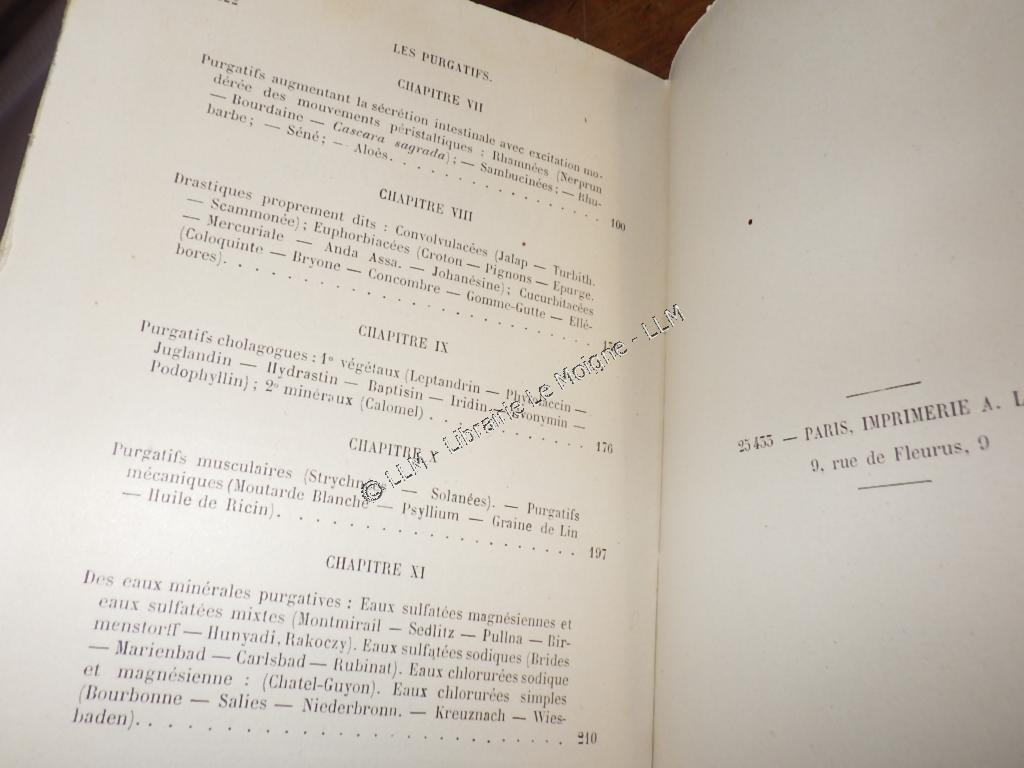 LES PURGATIFS.
CHAPITRE VII
Purgatifs augmentant la sécrétion intestinale avec excitation mo-
dérée des mouvements péristaltiques : Rhamnées (Nerprun
— Bourdaine — Cascara sagrada) ; — Sambucinées ; — Rhu-
barbe ; — Séné ; — Aloès. . . . . . . . . . . . . . . . 100
CHAPITRE VIII
Drastiques proprement dits : Convolvulacées (Jalap — Turbith.
— Scammonée) ; Euphorbiacées (Croton — Pignons — Epurge.
— Mercuriale — Anda Assa. — Johanésine) ; Cucurbitacées
(Coloquinte — Bryone — Concombre — Gomme-Gutte — Ellé-
bores). . . . . . . . . . . . . . . . . . . .
CHAPITRE IX
Purgatifs cholagogues : 1° végétaux (Leptandrin —
Juglandin — Hydrastin — Baptisin — Iridin — Evonymin —
Podophyllin) ; 2° minéraux (Calomel) . . . . . . . . . . 176
CHAPITRE
Purgatifs musculaires (Strychnées — Solanées). — Purgatifs
mécaniques (Moutarde Blanche — Psyllium — Graine de Lin
— Huile de Ricin). . . . . . . . . . . . . . . . . . . 197
CHAPITRE XI
Des eaux minérales purgatives : Eaux sulfatées magnésiennes et
eaux sulfatées mixtes (Montmirail — Sedlitz — Pullna — Bir-
menstorff — Hunyadi, Rakoczy). Eaux sulfatées sodiques (Brides
— Marienbad — Carlsbad — Rubinat). Eaux chlorurées sodique
et magnésienne : (Chatel-Guyon). Eaux chlorurées simples
(Bourbonne — Salies — Niederbronn. — Kreuznach — Wies-
baden). . . . . . . . . . . . . . . . . . . . . . . . 210
25 455 — PARIS, IMPRIMERIE A.
9, rue de Fleurus, 9
© LLM - Librairie Le Moigne - LLM